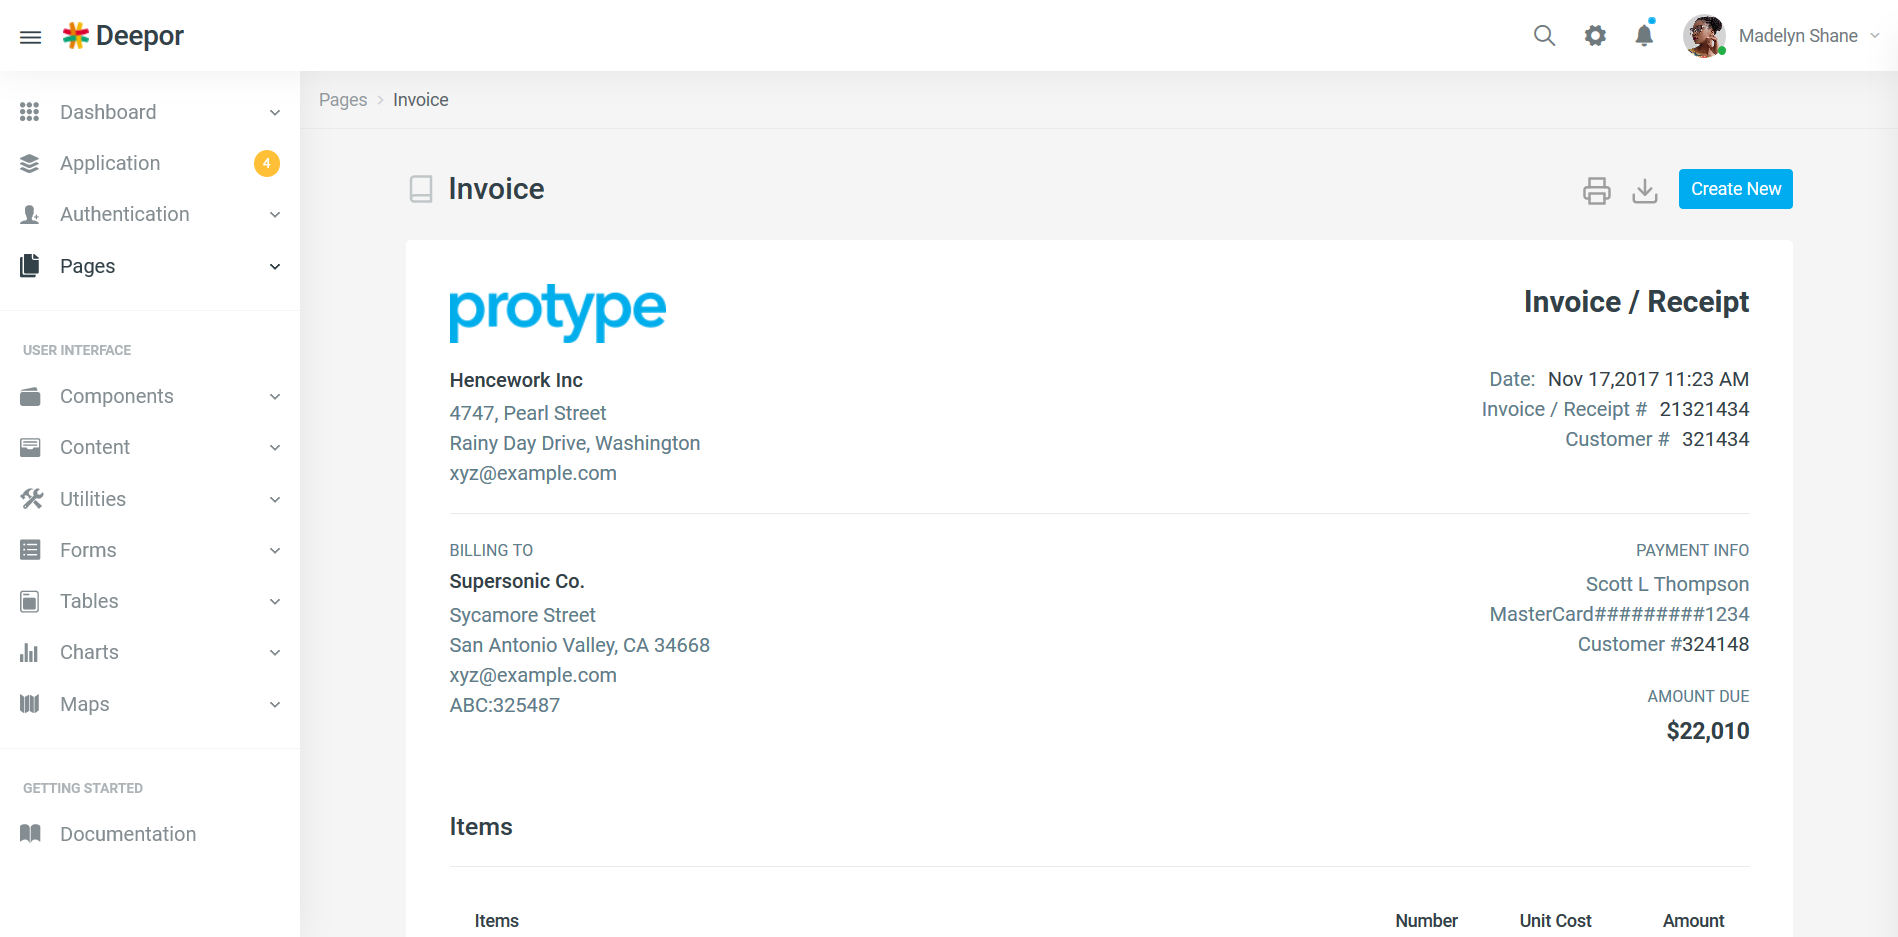 Deepor
Madelyn Shane
Dashboard
Application 4
Authentication
Pages
USER INTERFACE
Components
Content
Utilities
Forms
Tables
Charts
Maps
GETTING STARTED
Documentation
Pages > Invoice
Invoice
Create New
protype
Invoice / Receipt
Hencework Inc
4747, Pearl Street
Rainy Day Drive, Washington
xyz@example.com
Date: Nov 17,2017 11:23 AM
Invoice / Receipt # 21321434
Customer # 321434
BILLING TO
Supersonic Co.
Sycamore Street
San Antonio Valley, CA 34668
xyz@example.com
ABC:325487
PAYMENT INFO
Scott L Thompson
MasterCard#########1234
Customer #324148
AMOUNT DUE
$22,010
Items
Items Number Unit Cost Amount